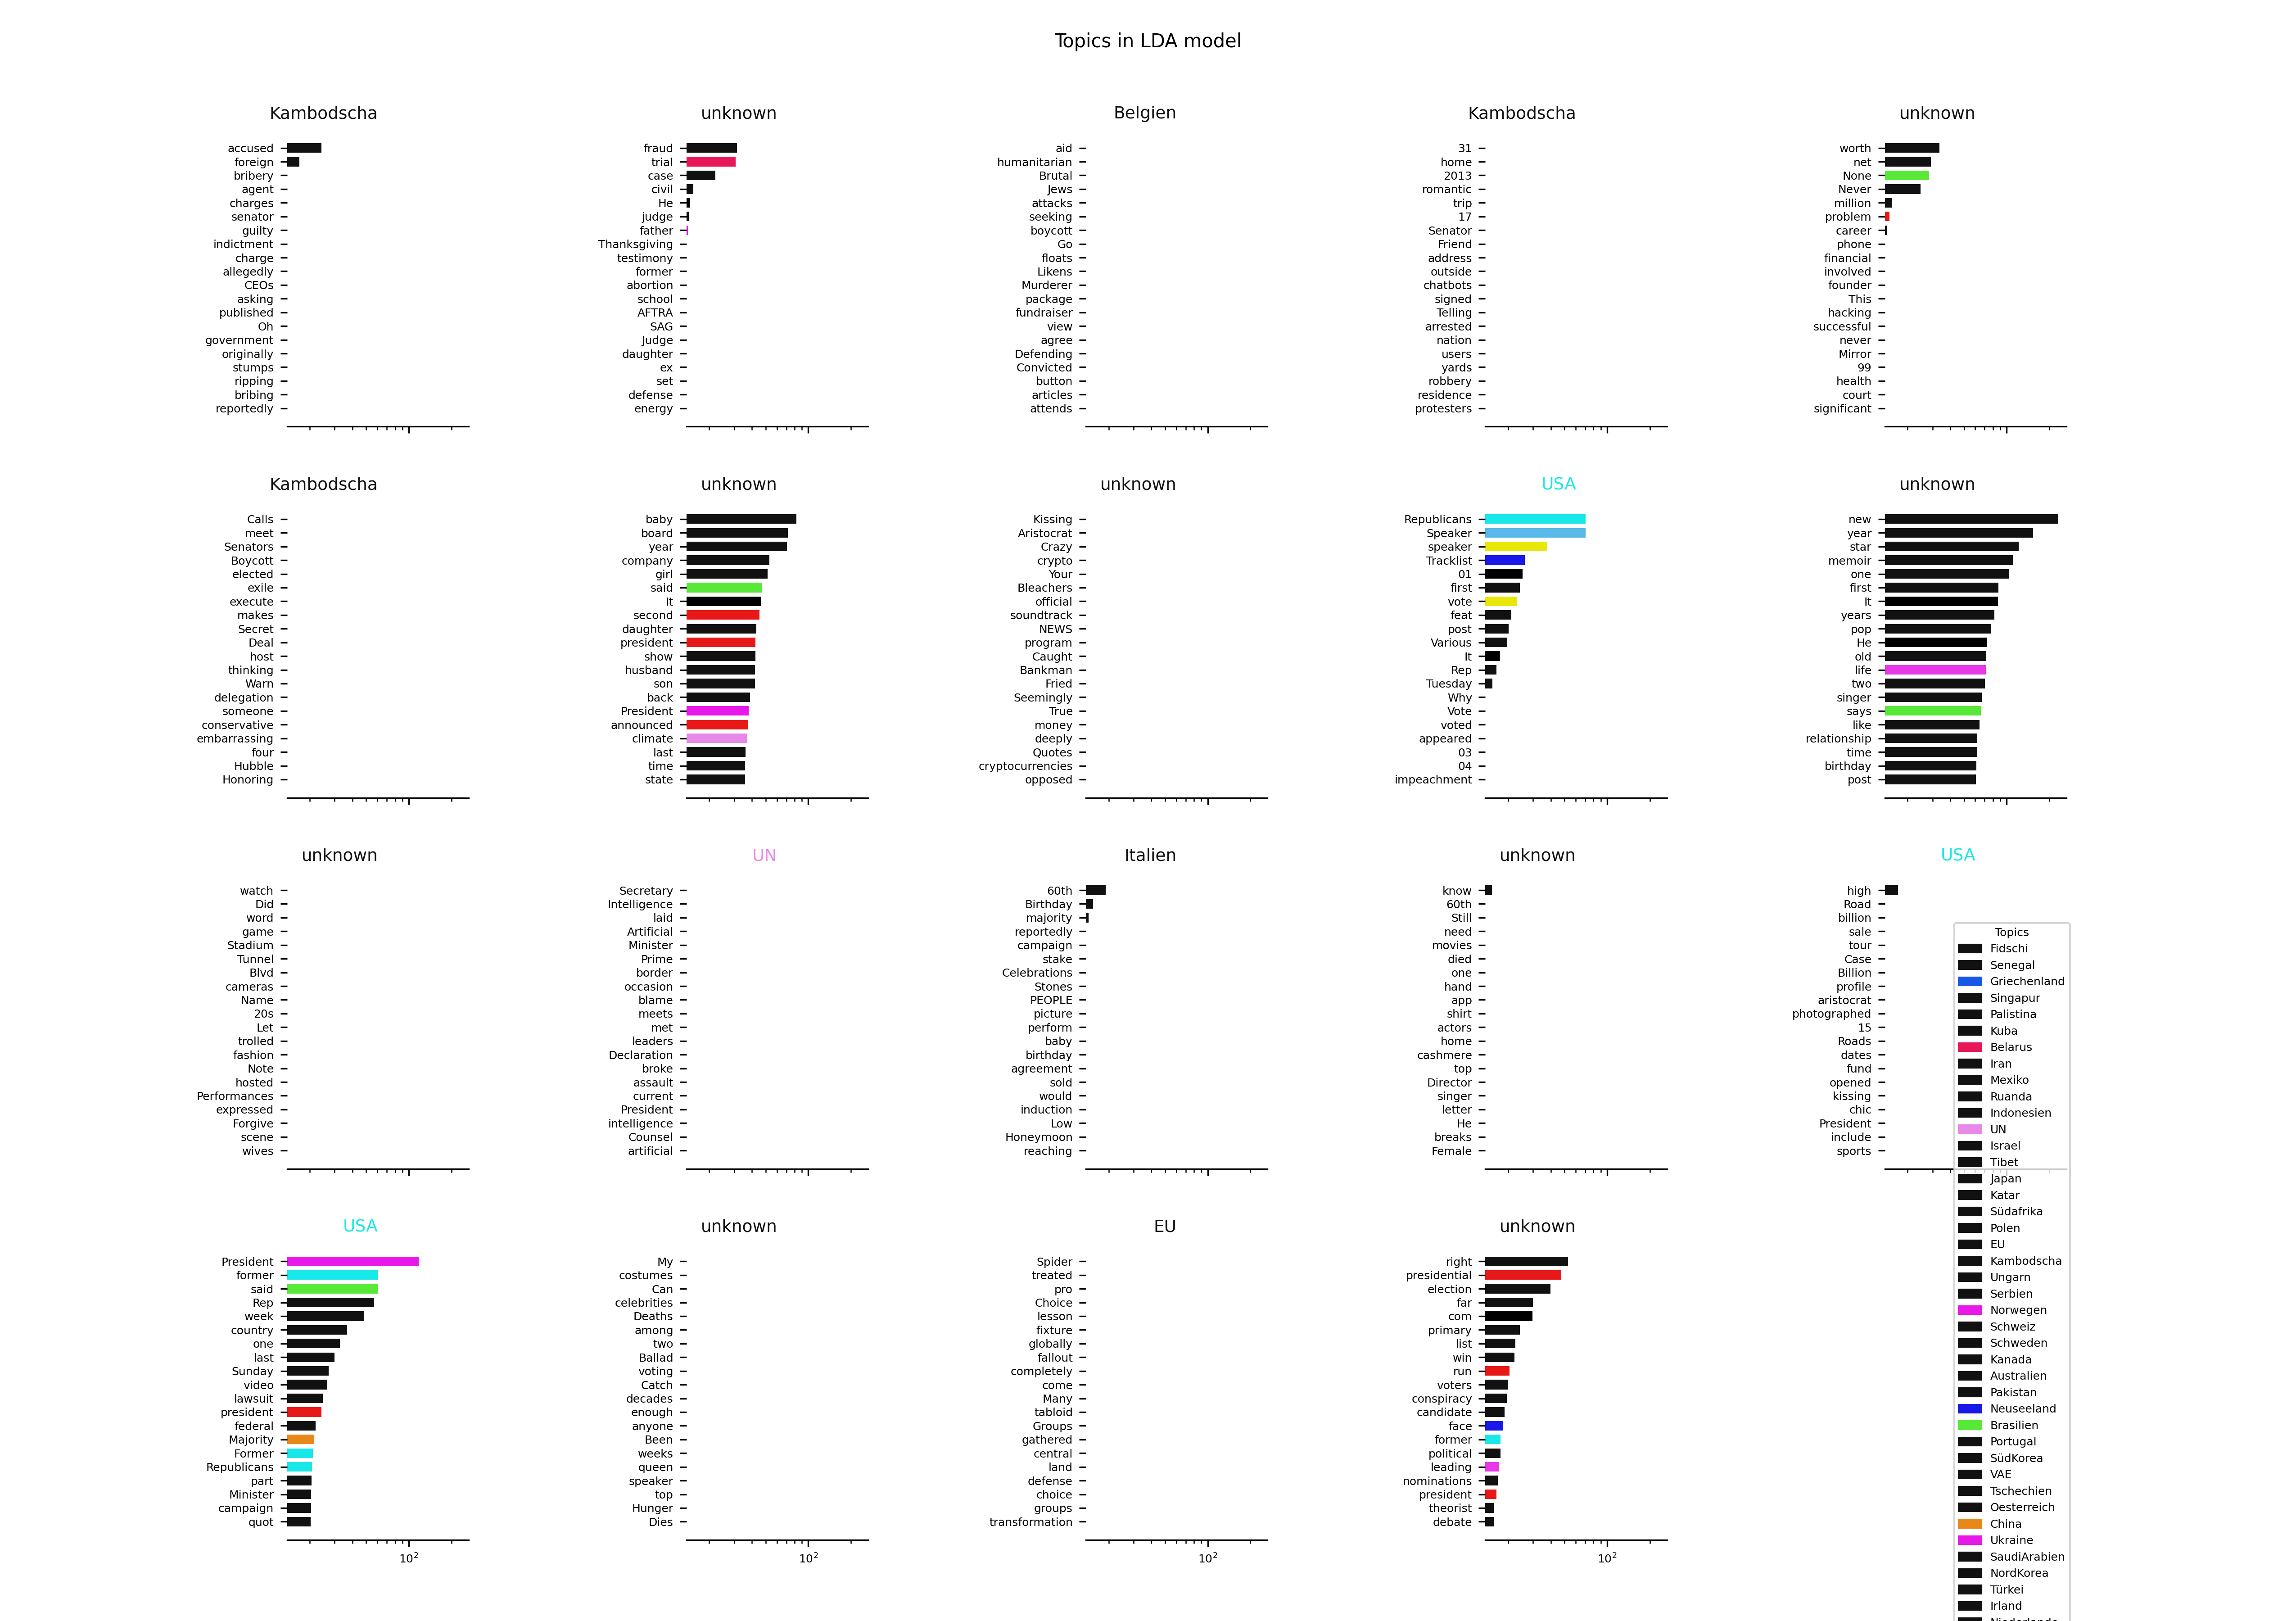 Topics in LDA model
Kambodscha
accused
foreign
bribery
agent
charges
senator
guilty
indictment
charge
allegedly
CEOs
asking
published
Oh
government
originally
stumps
ripping
bribing
reportedly
unknown
fraud
trial
case
civil
He
judge
father
Thanksgiving
testimony
former
abortion
school
AFTRA
SAG
Judge
daughter
ex
set
defense
energy
Belgien
aid
humanitarian
Brutal
Jews
attacks
seeking
boycott
Go
floats
Likens
Murderer
package
fundraiser
view
agree
Defending
Convicted
button
articles
attends
Kambodscha
31
home
2013
romantic
trip
17
Senator
Friend
address
outside
chatbots
signed
Telling
arrested
nation
users
yards
robbery
residence
protesters
unknown
worth
net
None
Never
million
problem
career
phone
financial
involved
founder
This
hacking
successful
never
Mirror
99
health
court
significant
Kambodscha
Calls
meet
Senators
Boycott
elected
exile
execute
makes
Secret
Deal
host
thinking
Warn
delegation
someone
conservative
embarrassing
four
Hubble
Honoring
unknown
baby
board
year
company
girl
said
It
second
daughter
president
show
husband
son
back
President
announced
climate
last
time
state
unknown
Kissing
Aristocrat
Crazy
crypto
Your
Bleachers
official
soundtrack
NEWS
program
Caught
Bankman
Fried
Seemingly
True
money
deeply
Quotes
cryptocurrencies
opposed
USA
Republicans
Speaker
speaker
Tracklist
01
first
vote
feat
post
Various
It
Rep
Tuesday
Why
Vote
voted
appeared
03
04
impeachment
unknown
new
year
star
memoir
one
first
It
years
pop
He
old
life
two
singer
says
like
relationship
time
birthday
post
unknown
watch
Did
word
game
Stadium
Tunnel
Blvd
cameras
Name
20s
Let
trolled
fashion
Note
hosted
Performances
expressed
Forgive
scene
wives
UN
Secretary
Intelligence
laid
Artificial
Minister
Prime
border
occasion
blame
meets
met
leaders
Declaration
broke
assault
current
President
intelligence
Counsel
artificial
Italien
60th
Birthday
majority
reportedly
campaign
stake
Celebrations
Stones
PEOPLE
picture
perform
baby
birthday
agreement
sold
would
induction
Low
Honeymoon
reaching
unknown
know
60th
Still
need
movies
died
one
hand
app
shirt
actors
home
cashmere
top
Director
singer
letter
He
breaks
Female
USA
high
Road
billion
sale
tour
Case
Billion
profile
aristocrat
photographed
15
Roads
dates
fund
opened
kissing
chic
President
include
sports
USA
President
former
said
Rep
week
country
one
last
Sunday
video
lawsuit
president
federal
Majority
Former
Republicans
part
Minister
campaign
quot
10²
unknown
My
costumes
Can
celebrities
Deaths
among
two
Ballad
voting
Catch
decades
enough
anyone
Been
weeks
queen
speaker
top
Hunger
Dies
10²
EU
Spider
treated
pro
Choice
lesson
fixture
globally
fallout
completely
come
Many
tabloid
Groups
gathered
central
land
defense
choice
groups
transformation
10²
unknown
right
presidential
election
far
com
primary
list
win
run
voters
conspiracy
candidate
face
former
political
leading
nominations
president
theorist
debate
10²
Topics
Fidschi
Senegal
Griechenland
Singapur
Palistina
Kuba
Belarus
Iran
Mexiko
Ruanda
Indonesien
UN
Israel
Tibet
Japan
Katar
Südafrika
Polen
EU
Kambodscha
Ungarn
Serbien
Norwegen
Schweiz
Schweden
Kanada
Australien
Pakistan
Neuseeland
Brasilien
Portugal
SüdKorea
VAE
Tschechien
Oesterreich
China
Ukraine
SaudiArabien
NordKorea
Türkei
Irland